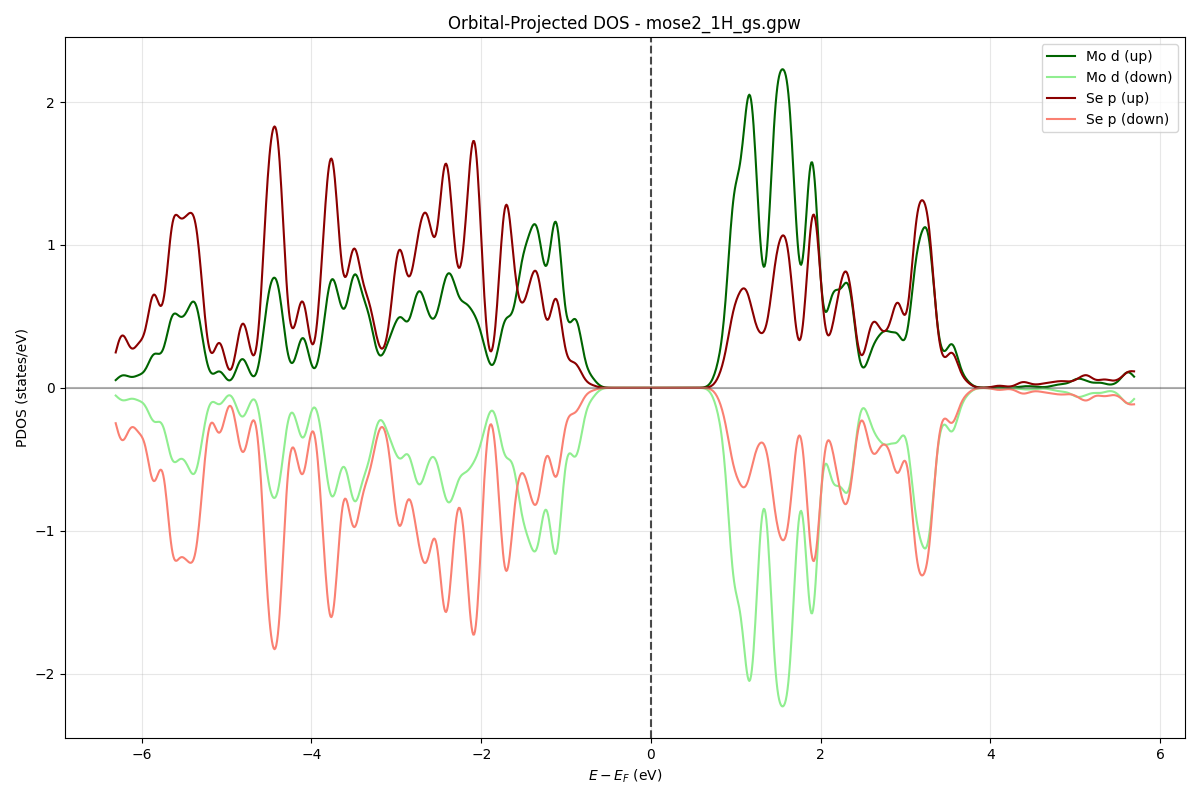 Orbital-Projected DOS - mose2_1H_gs.gpw
Mo d (up)
Mo d (down)
Se p (up)
Se p (down)
PDOS (states/eV)
2
1
0
−1
−2
−6
−4
−2
0
2
4
6
E − E_F (eV)